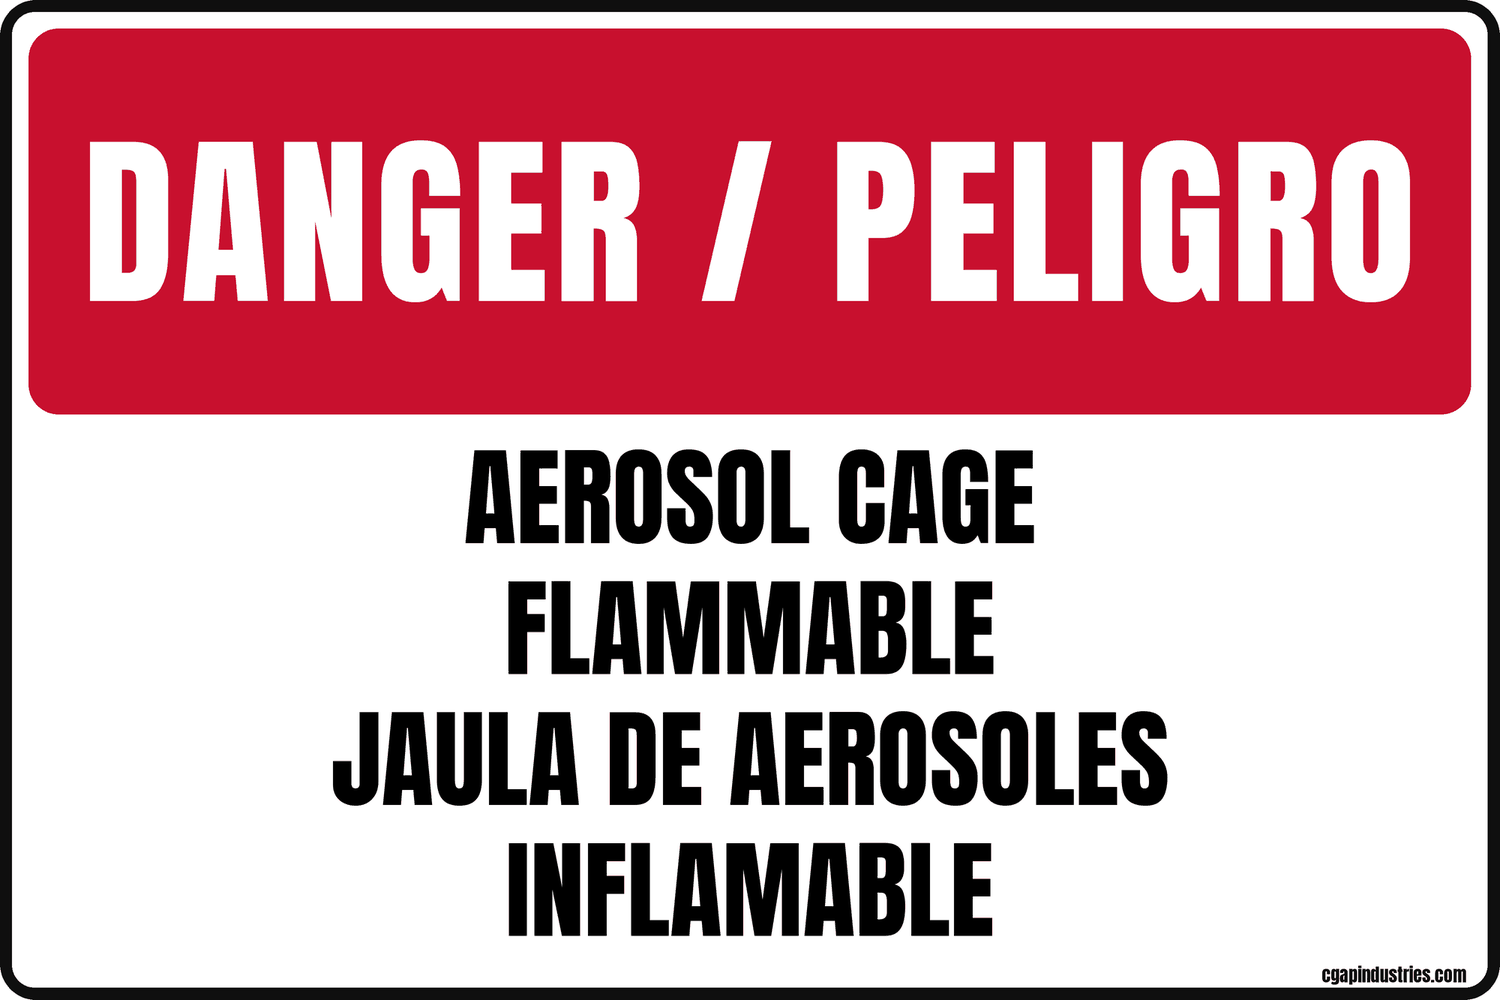 DANGER / PELIGRO
AEROSOL CAGE
FLAMMABLE
JAULA DE AEROSOLES
INFLAMABLE
cgapindustries.com